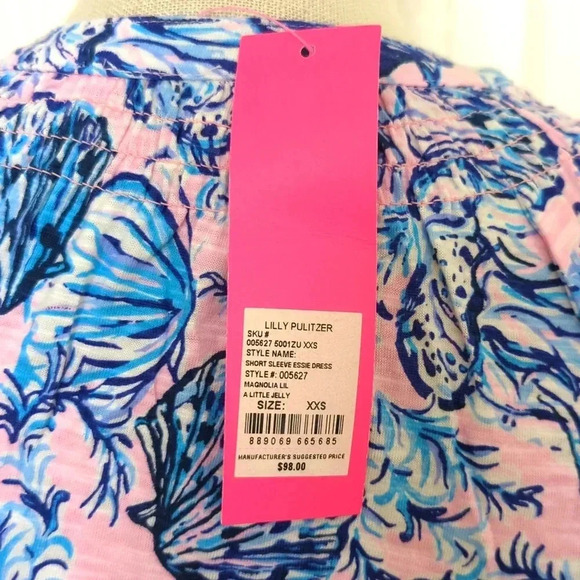 LILLY PULITZER
SKU #
005627 5001ZU XXS
STYLE NAME:
SHORT SLEEVE ESSIE DRESS
STYLE #: 005627
MAGNOLIA LIL
A LITTLE JELLY
SIZE: XXS
889069 665685
MANUFACTURER'S SUGGESTED PRICE
$98.00